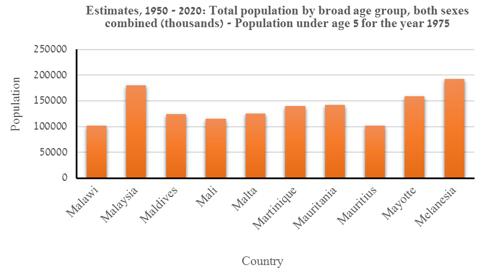 Estimates, 1950 - 2020: Total population by broad age group, both sexes
combined (thousands) - Population under age 5 for the year 1975
250000
200000
150000
100000
50000
0
Population
Malawi
Malaysia
Maldives
Mali
Malta
Martinique
Mauritania
Mauritius
Mayotte
Melanesia
Country